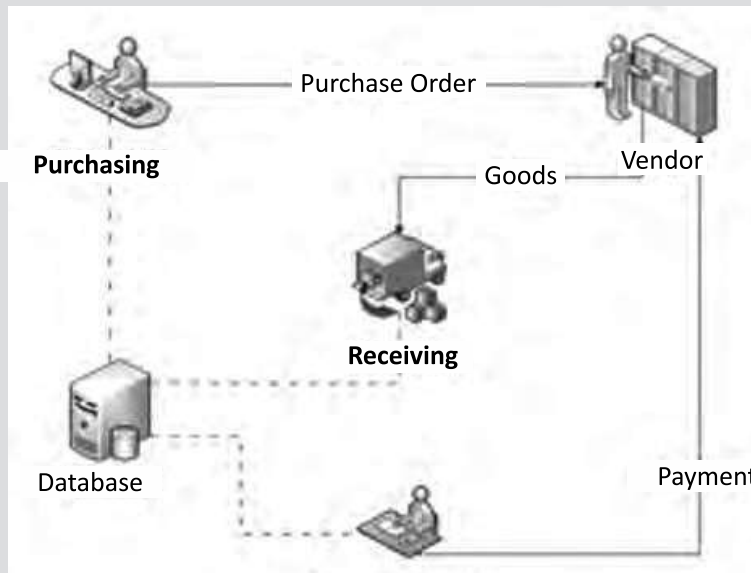 Purchase Order
Purchasing
Vendor
Goods
Receiving
Database
Payment